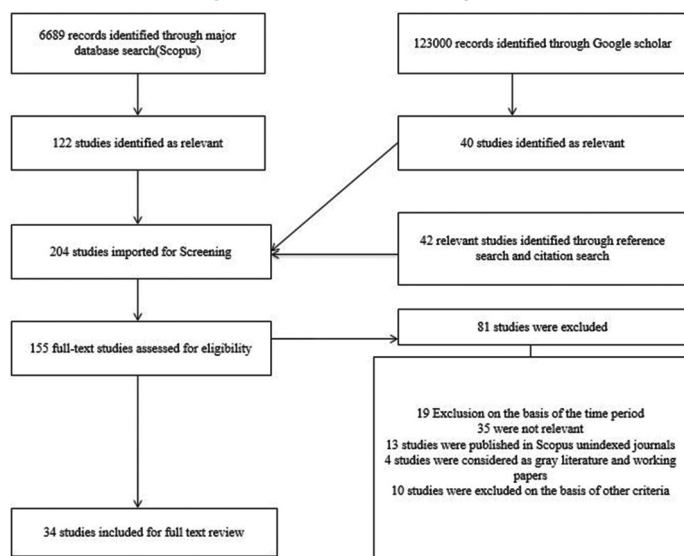 6689 records identified through major
database search(Scopus)
123000 records identified through Google scholar
122 studies identified as relevant
40 studies identified as relevant
204 studies imported for Screening
42 relevant studies identified through reference
search and citation search
155 full-text studies assessed for eligibility
81 studies were excluded
19 Exclusion on the basis of the time period
35 were not relevant
13 studies were published in Scopus unindexed journals
4 studies were considered as gray literature and working
papers
10 studies were excluded on the basis of other criteria
34 studies included for full text review